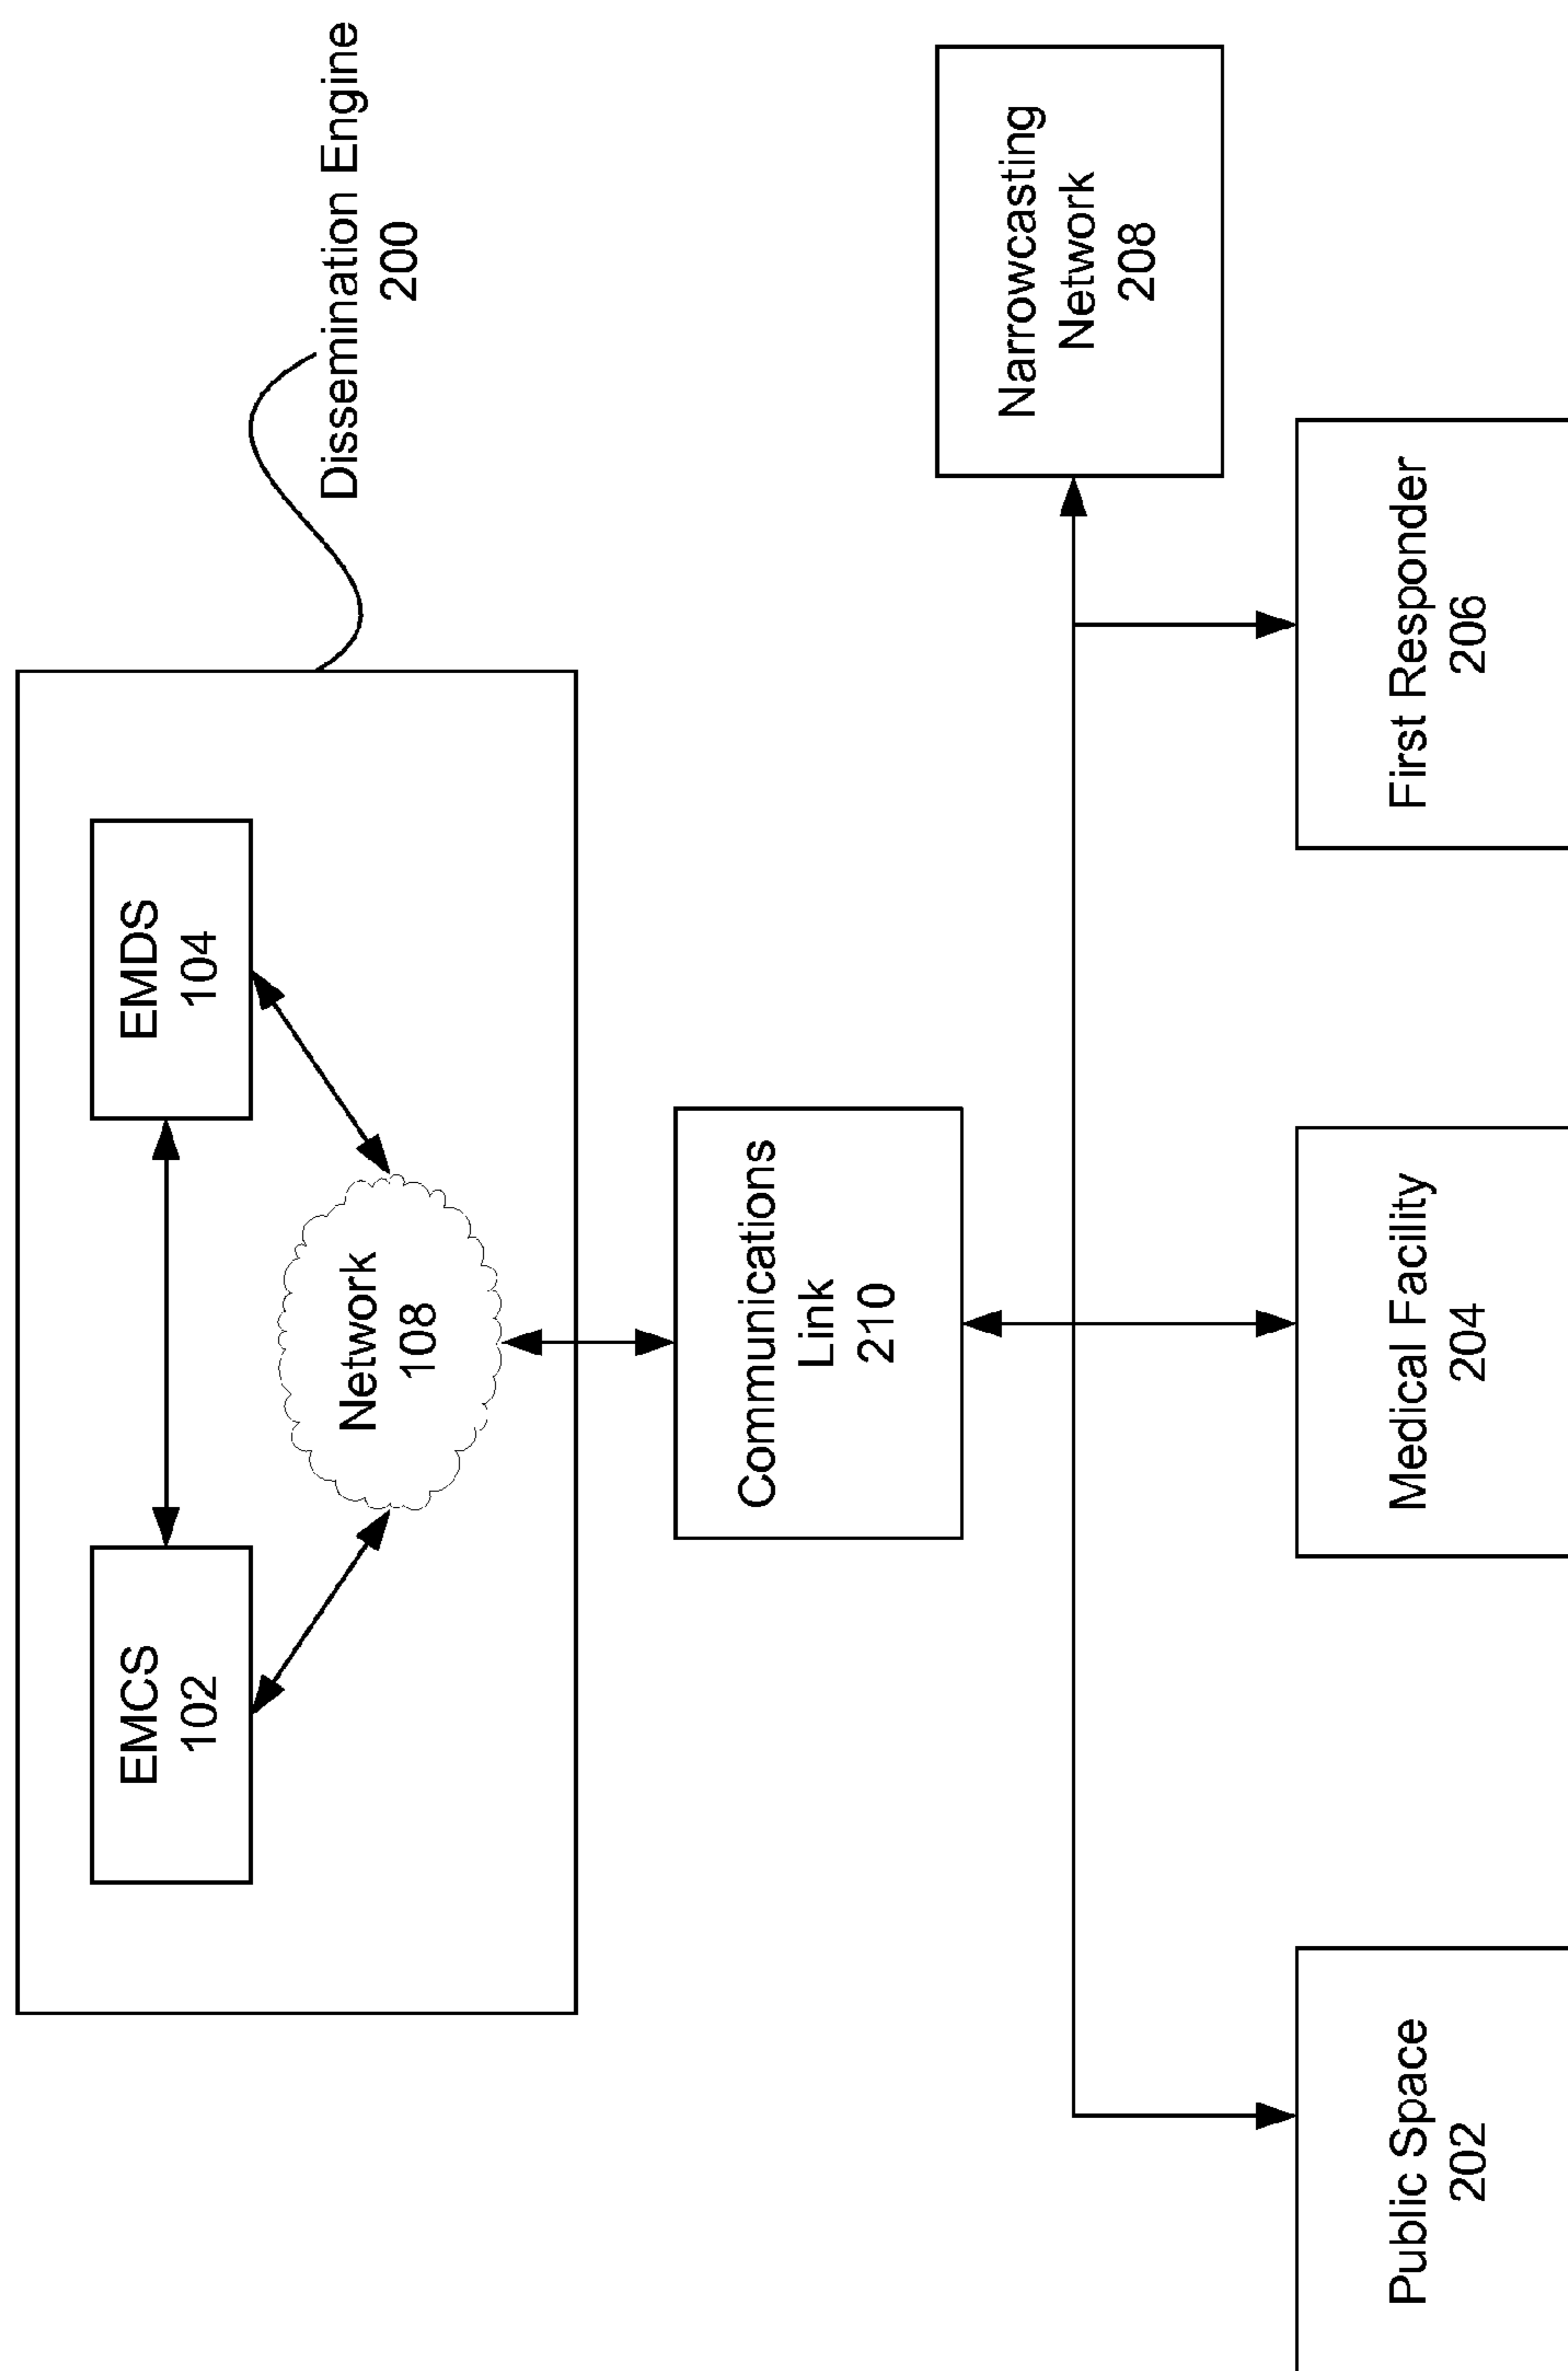 Dissemination Engine
200
EMCS
102
EMDS
104
Network
108
Communications
Link
210
Narrowcasting
Network
208
Public Space
202
Medical Facility
204
First Responder
206